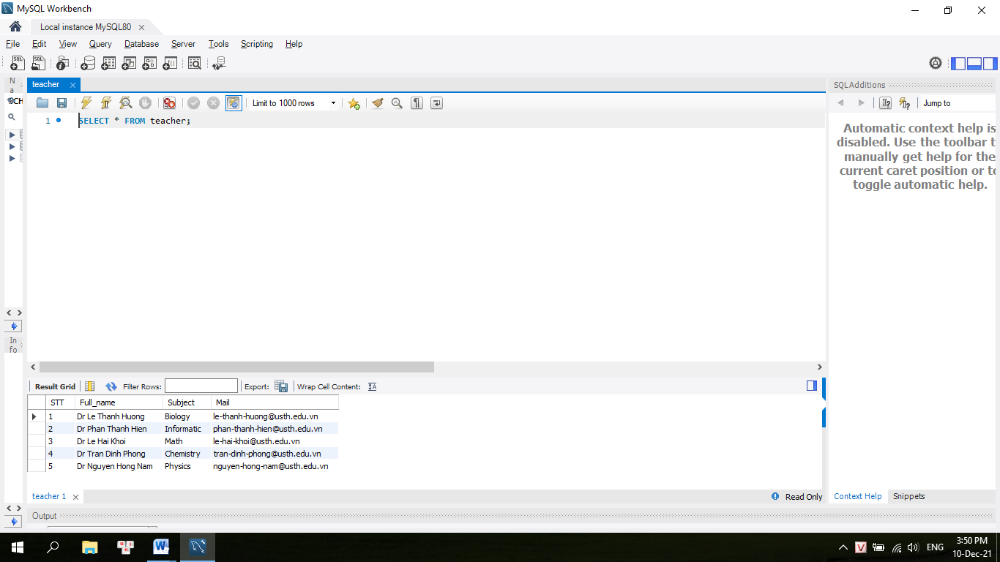 MySQL Workbench
Local instance MySQL80
File Edit View Query Database Server Tools Scripting Help
Na
SCH
teacher
Limit to 1000 rows
1 SELECT * FROM teacher;
SQLAdditions
Jump to
Automatic context help is
disabled. Use the toolbar t
manually get help for the
current caret position or to
toggle automatic help.
Info
Result Grid Filter Rows: Export: Wrap Cell Content:
STT Full_name Subject Mail
1 Dr Le Thanh Huong Biology le-thanh-huong@usth.edu.vn
2 Dr Phan Thanh Hien Informatic phan-thanh-hien@usth.edu.vn
3 Dr Le Hai Khoi Math le-hai-khoi@usth.edu.vn
4 Dr Tran Dinh Phong Chemistry tran-dinh-phong@usth.edu.vn
5 Dr Nguyen Hong Nam Physics nguyen-hong-nam@usth.edu.vn
teacher 1
Read Only
Context Help Snippets
Output
ENG
3:50 PM
10-Dec-21